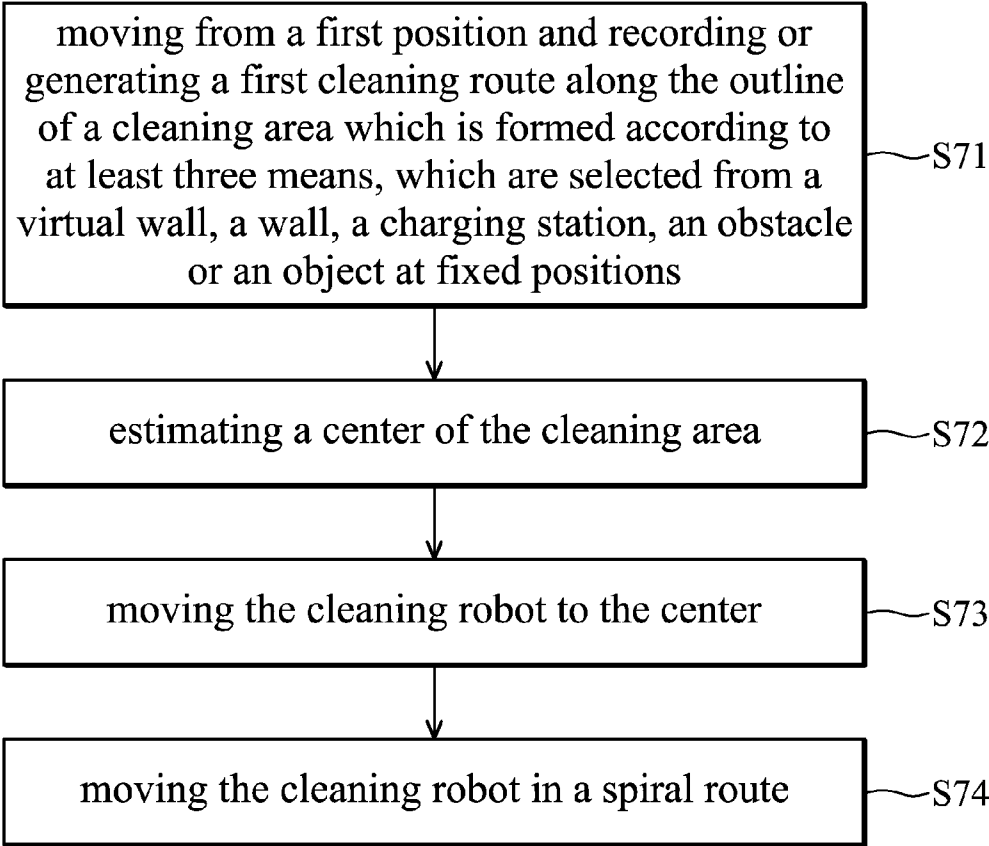 moving from a first position and recording or
generating a first cleaning route along the outline
of a cleaning area which is formed according to
at least three means, which are selected from a
virtual wall, a wall, a charging station, an obstacle
or an object at fixed positions
S71
estimating a center of the cleaning area
S72
moving the cleaning robot to the center
S73
moving the cleaning robot in a spiral route
S74